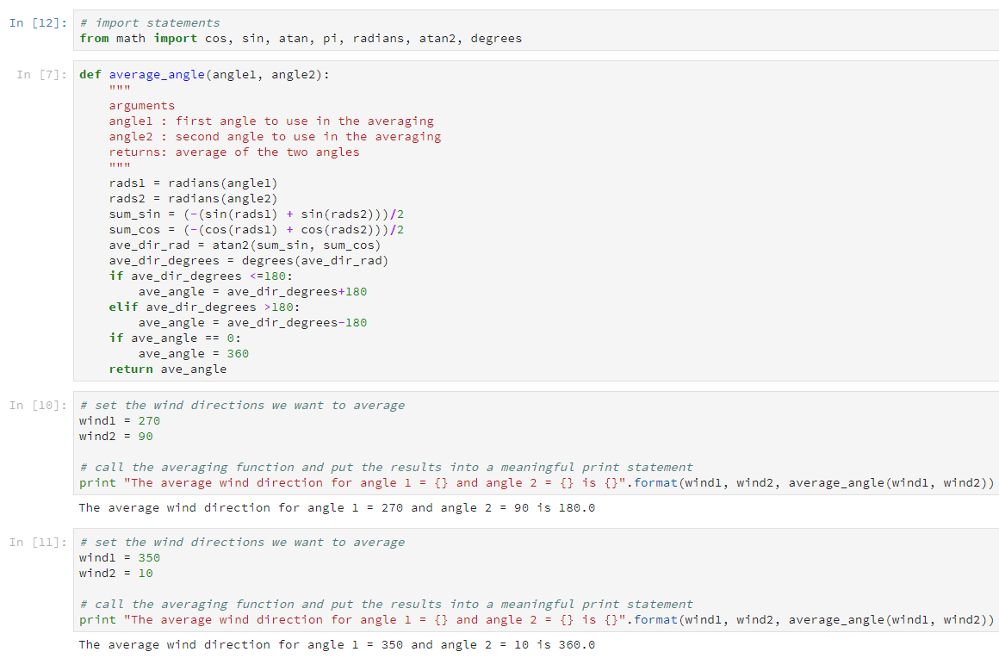 In [12]: # import statements
from math import cos, sin, atan, pi, radians, atan2, degrees
In [7]: def average_angle(angle1, angle2):
    """
    arguments
    angle1 : first angle to use in the averaging
    angle2 : second angle to use in the averaging
    returns: average of the two angles
    """
    rads1 = radians(angle1)
    rads2 = radians(angle2)
    sum_sin = (-(sin(rads1) + sin(rads2)))/2
    sum_cos = (-(cos(rads1) + cos(rads2)))/2
    ave_dir_rad = atan2(sum_sin, sum_cos)
    ave_dir_degrees = degrees(ave_dir_rad)
    if ave_dir_degrees <=180:
        ave_angle = ave_dir_degrees+180
    elif ave_dir_degrees >180:
        ave_angle = ave_dir_degrees-180
    if ave_angle == 0:
        ave_angle = 360
    return ave_angle
In [10]: # set the wind directions we want to average
wind1 = 270
wind2 = 90
# call the averaging function and put the results into a meaningful print statement
print "The average wind direction for angle 1 = {} and angle 2 = {} is {}".format(wind1, wind2, average_angle(wind1, wind2))
The average wind direction for angle 1 = 270 and angle 2 = 90 is 180.0
In [11]: # set the wind directions we want to average
wind1 = 350
wind2 = 10
# call the averaging function and put the results into a meaningful print statement
print "The average wind direction for angle 1 = {} and angle 2 = {} is {}".format(wind1, wind2, average_angle(wind1, wind2))
The average wind direction for angle 1 = 350 and angle 2 = 10 is 360.0